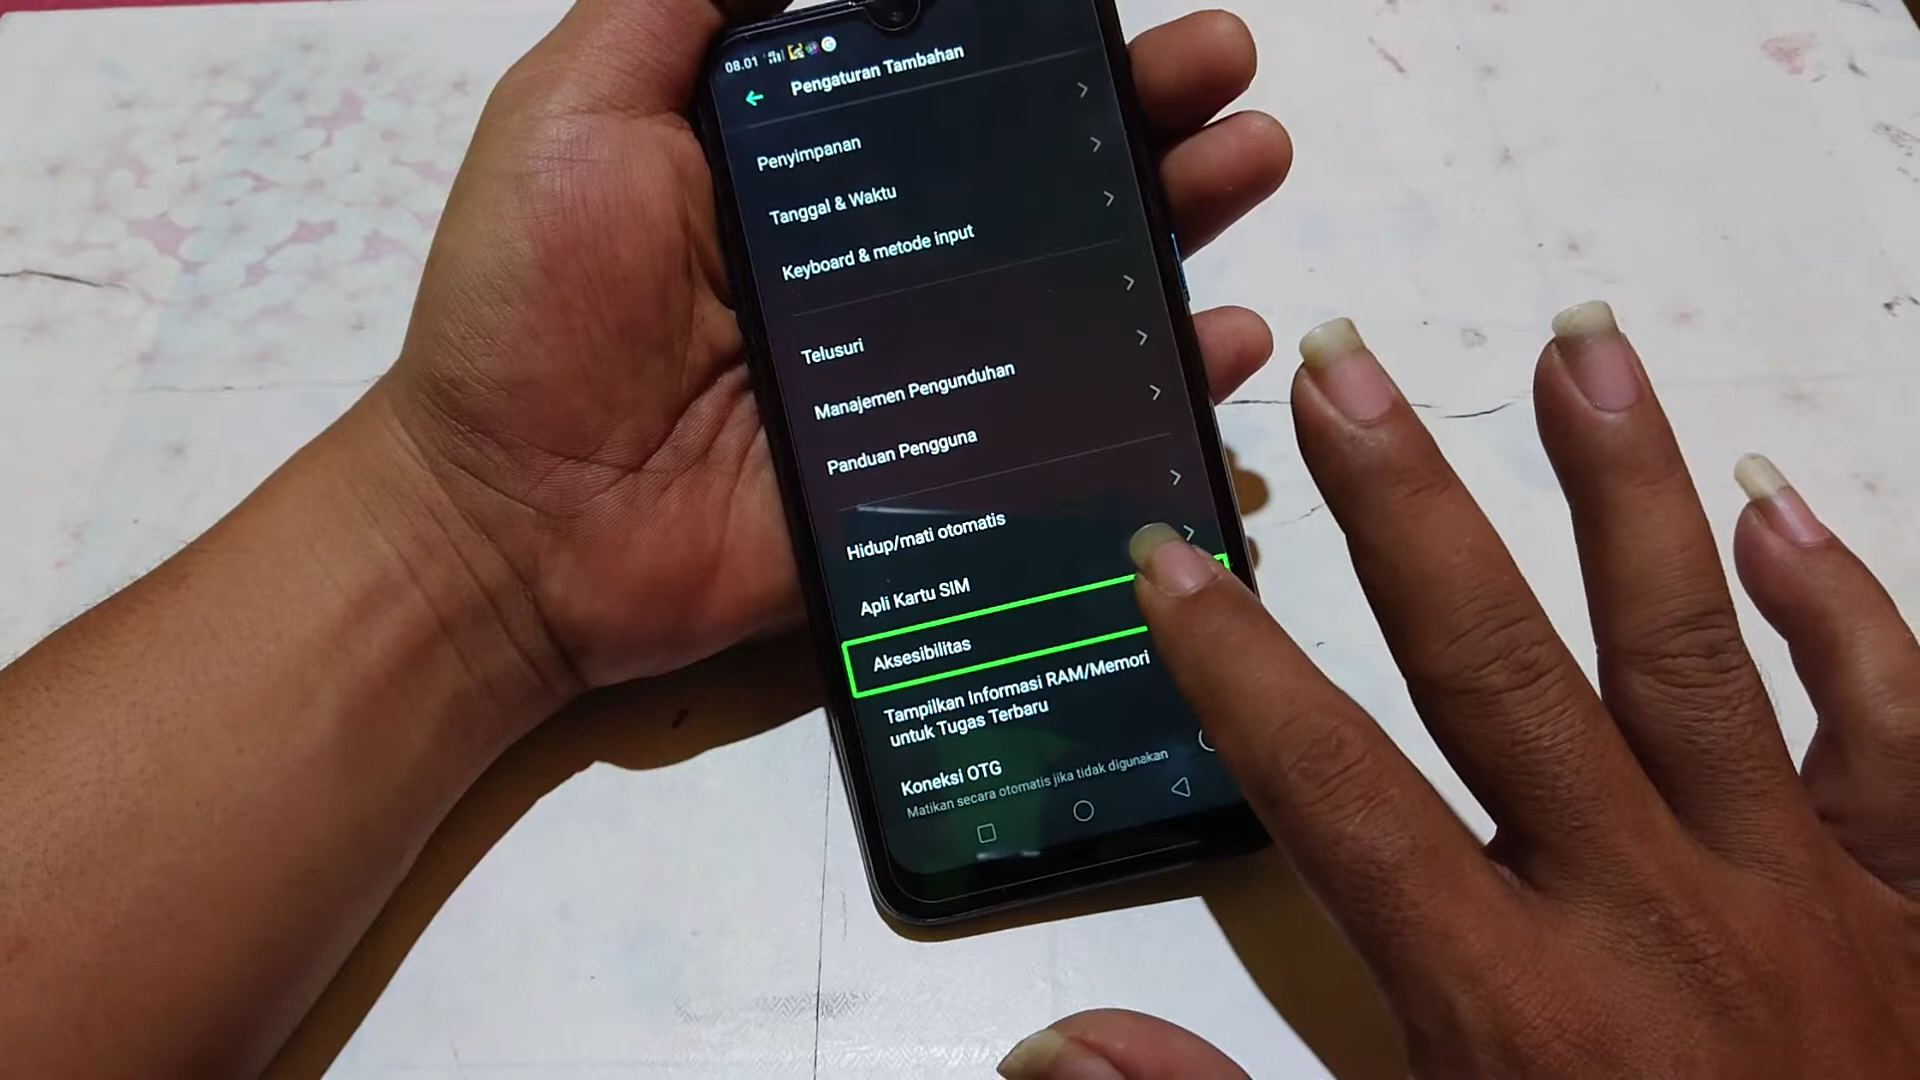 08.01
Pengaturan Tambahan
Penyimpanan
Tanggal & Waktu
Keyboard & metode input
Telusuri
Manajemen Pengunduhan
Panduan Pengguna
Hidup/mati otomatis
Apli Kartu SIM
Aksesibilitas
Tampilkan Informasi RAM/Memori
untuk Tugas Terbaru
Koneksi OTG
Matikan secara otomatis jika tidak digunakan